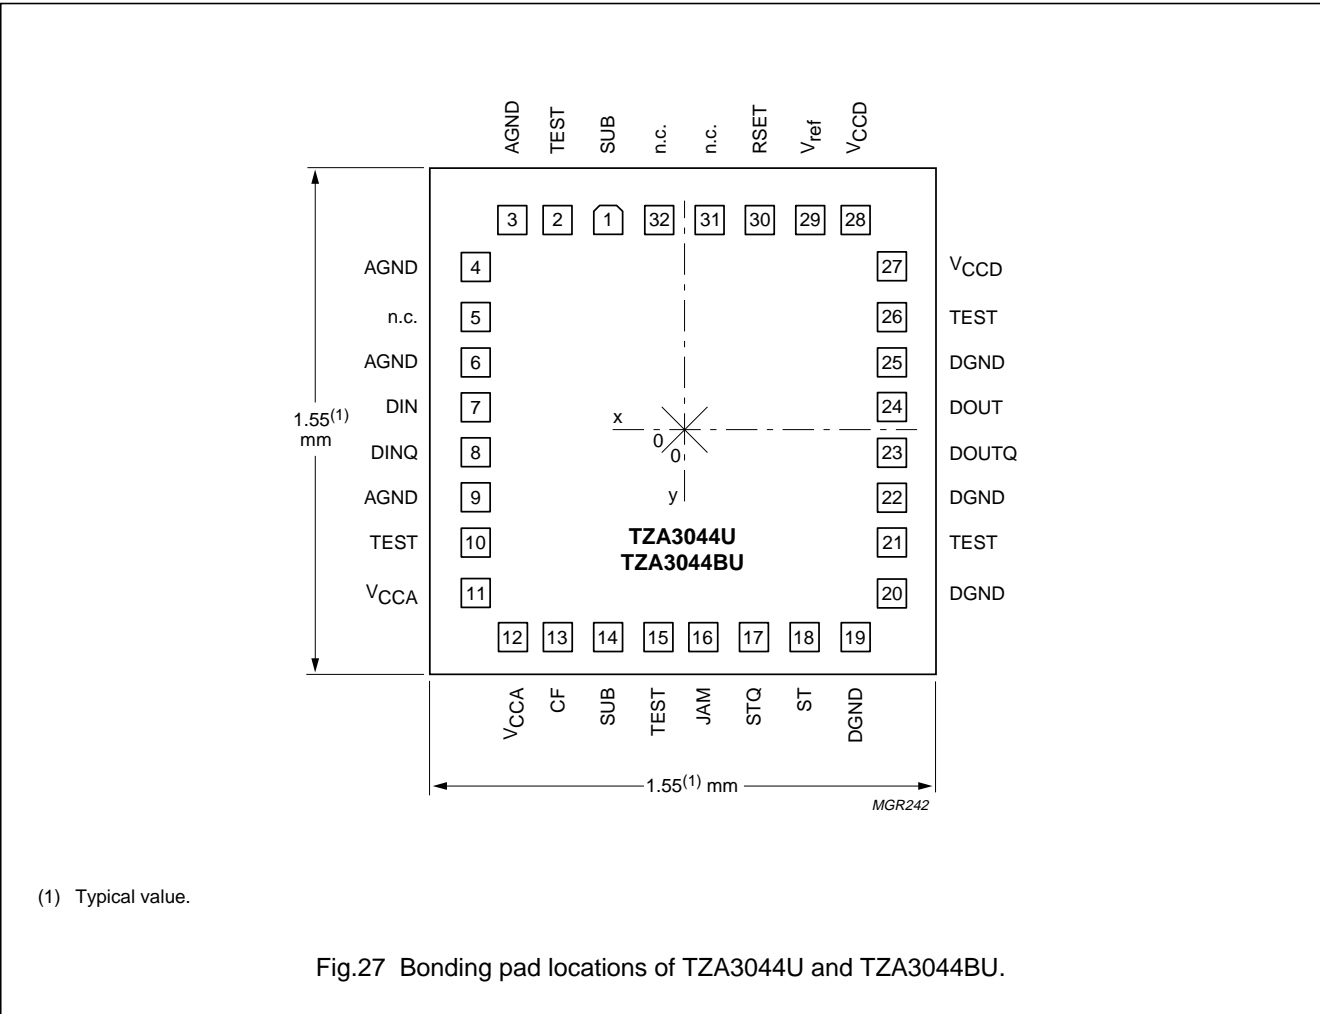 AGND TEST SUB n.c. n.c. RSET Vref VCCD
3 2 1 32 31 30 29 28
AGND 4 27 VCCD
n.c. 5 26 TEST
AGND 6 25 DGND
DIN 7 24 DOUT
1.55(1)
mm
x
0
0
y
DINQ 8 23 DOUTQ
AGND 9 22 DGND
TEST 10 21 TEST
TZA3044U
TZA3044BU
VCCA 11 20 DGND
12 13 14 15 16 17 18 19
VCCA CF SUB TEST JAM STQ ST DGND
1.55(1) mm
MGR242
(1) Typical value.
Fig.27 Bonding pad locations of TZA3044U and TZA3044BU.